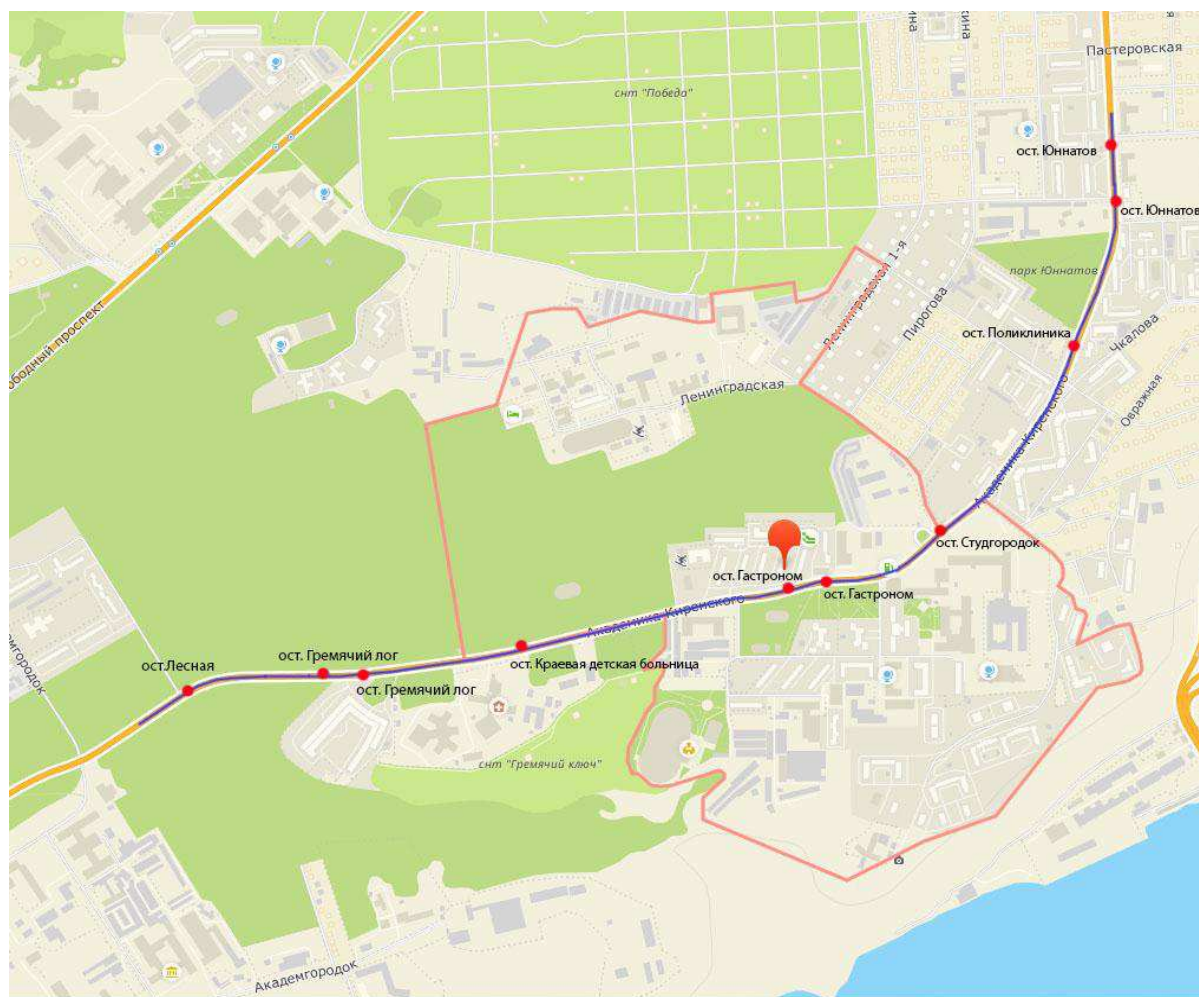 Пастеровская
снт "Победа"
ост. Юннатов
ост. Юннатов
Ленинградская 1-я
парк Юннатов
Пирогова
Чкалова
ост. Поликлиника
Ленинградская
Овражная
Академика Киренского
ост. Студгородок
ост. Гастроном
ост. Гастроном
Академика Киренского
ост. Гремячий лог
ост. Краевая детская больница
ост.Лесная
ост. Гремячий лог
снт "Гремячий ключ"
Академгородок